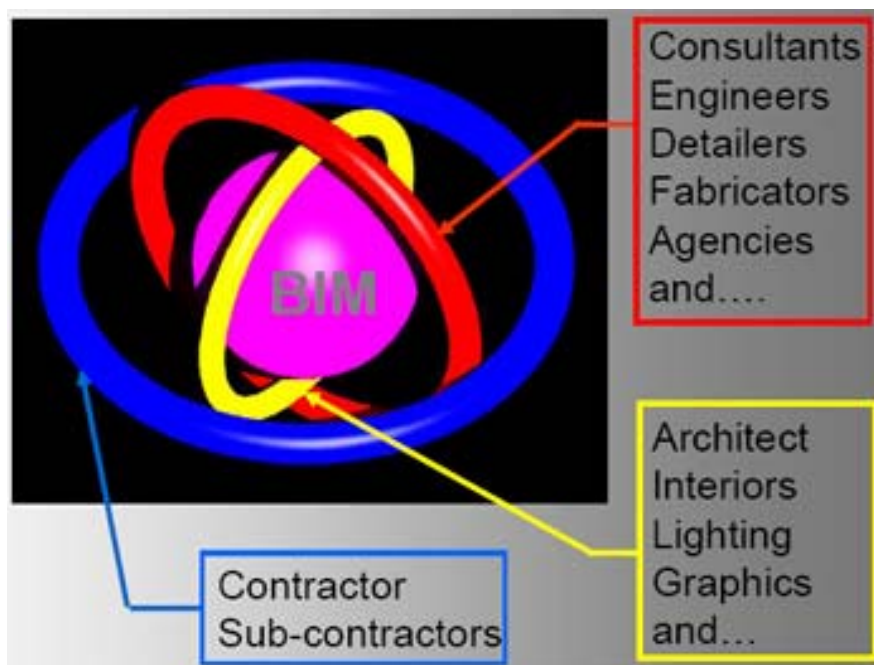 BIM
Consultants
Engineers
Detailers
Fabricators
Agencies
and....
Architect
Interiors
Lighting
Graphics
and...
Contractor
Sub-contractors